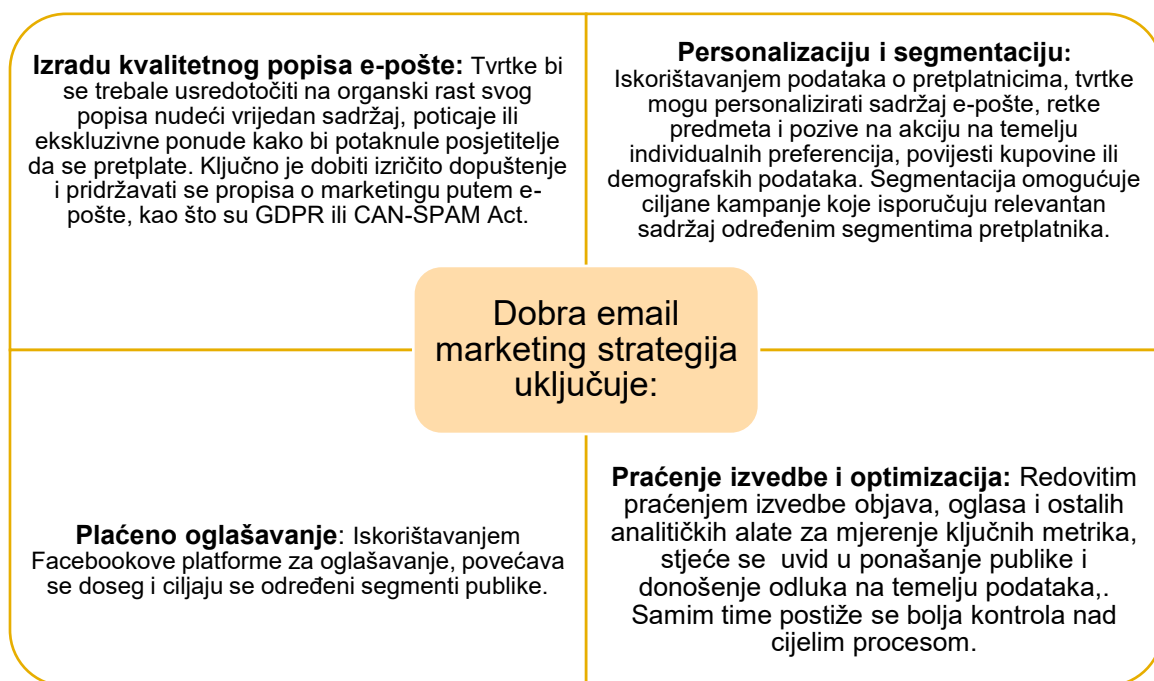 Izradu kvalitetnog popisa e-pošte: Tvrtke bi
se trebale usredotočiti na organski rast svog
popisa nudeći vrijedan sadržaj, poticaje ili
ekskluzivne ponude kako bi potaknule posjetitelje
da se pretplate. Ključno je dobiti izričito dopuštenje
i pridržavati se propisa o marketingu putem e-
pošte, kao što su GDPR ili CAN-SPAM Act.
Personalizaciju i segmentaciju:
Iskorištavanjem podataka o pretplatnicima, tvrtke
mogu personalizirati sadržaj e-pošte, retke
predmeta i pozive na akciju na temelju
individualnih preferencija, povijesti kupovine ili
demografskih podataka. Segmentacija omogućuje
ciljane kampanje koje isporučuju relevantan
sadržaj određenim segmentima pretplatnika.
Dobra email
marketing strategija
uključuje:
Plaćeno oglašavanje: Iskorištavanjem
Facebookove platforme za oglašavanje, povećava
se doseg i ciljaju se određeni segmenti publike.
Praćenje izvedbe i optimizacija: Redovitim
praćenjem izvedbe objava, oglasa i ostalih
analitičkih alate za mjerenje ključnih metrika,
stjeće se  uvid u ponašanje publike i
donošenje odluka na temelju podataka,.
Samim time postiže se bolja kontrola nad
cijelim procesom.